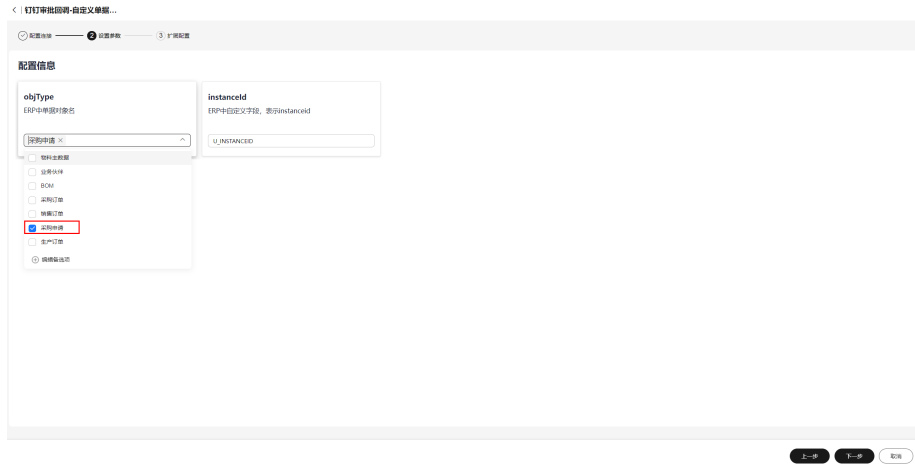 钉钉审批回调-自定义单据...
配置连接 2 设置参数 3 扩展配置
配置信息
objType
ERP中单据对象名
采购申请 ×
instanceId
ERP中自定义字段, 表示instanceid
U_INSTANCEID
物料主数据
业务伙伴
BOM
采购订单
销售订单
采购申请
生产订单
编辑备选项
上一步 下一步 取消